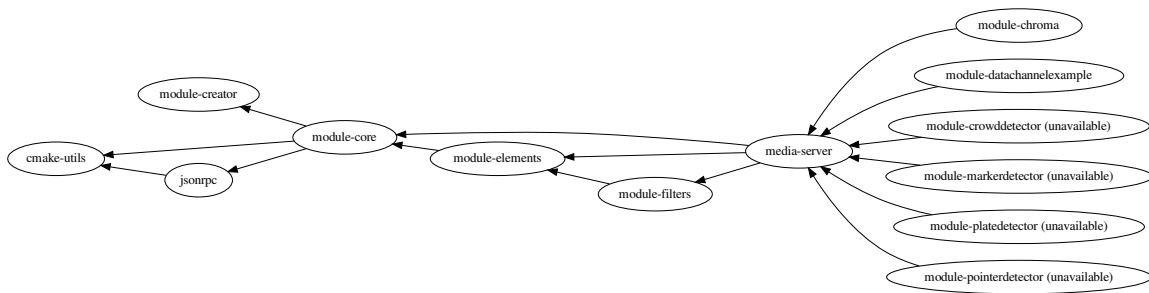 module-chroma
module-datachannelexample
module-creator
module-crowddetector (unavailable)
module-core
media-server
cmake-utils
module-elements
module-markerdetector (unavailable)
jsonrpc
module-filters
module-platedetector (unavailable)
module-pointerdetector (unavailable)